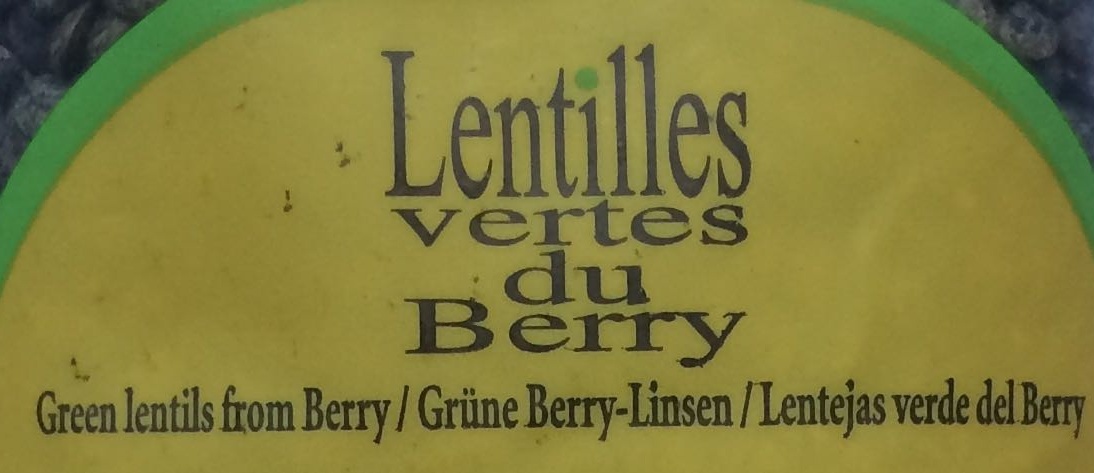 Lentilles
vertes
du
Berry
Green lentils from Berry / Grüne Berry-Linsen / Lentejas verde del Berry